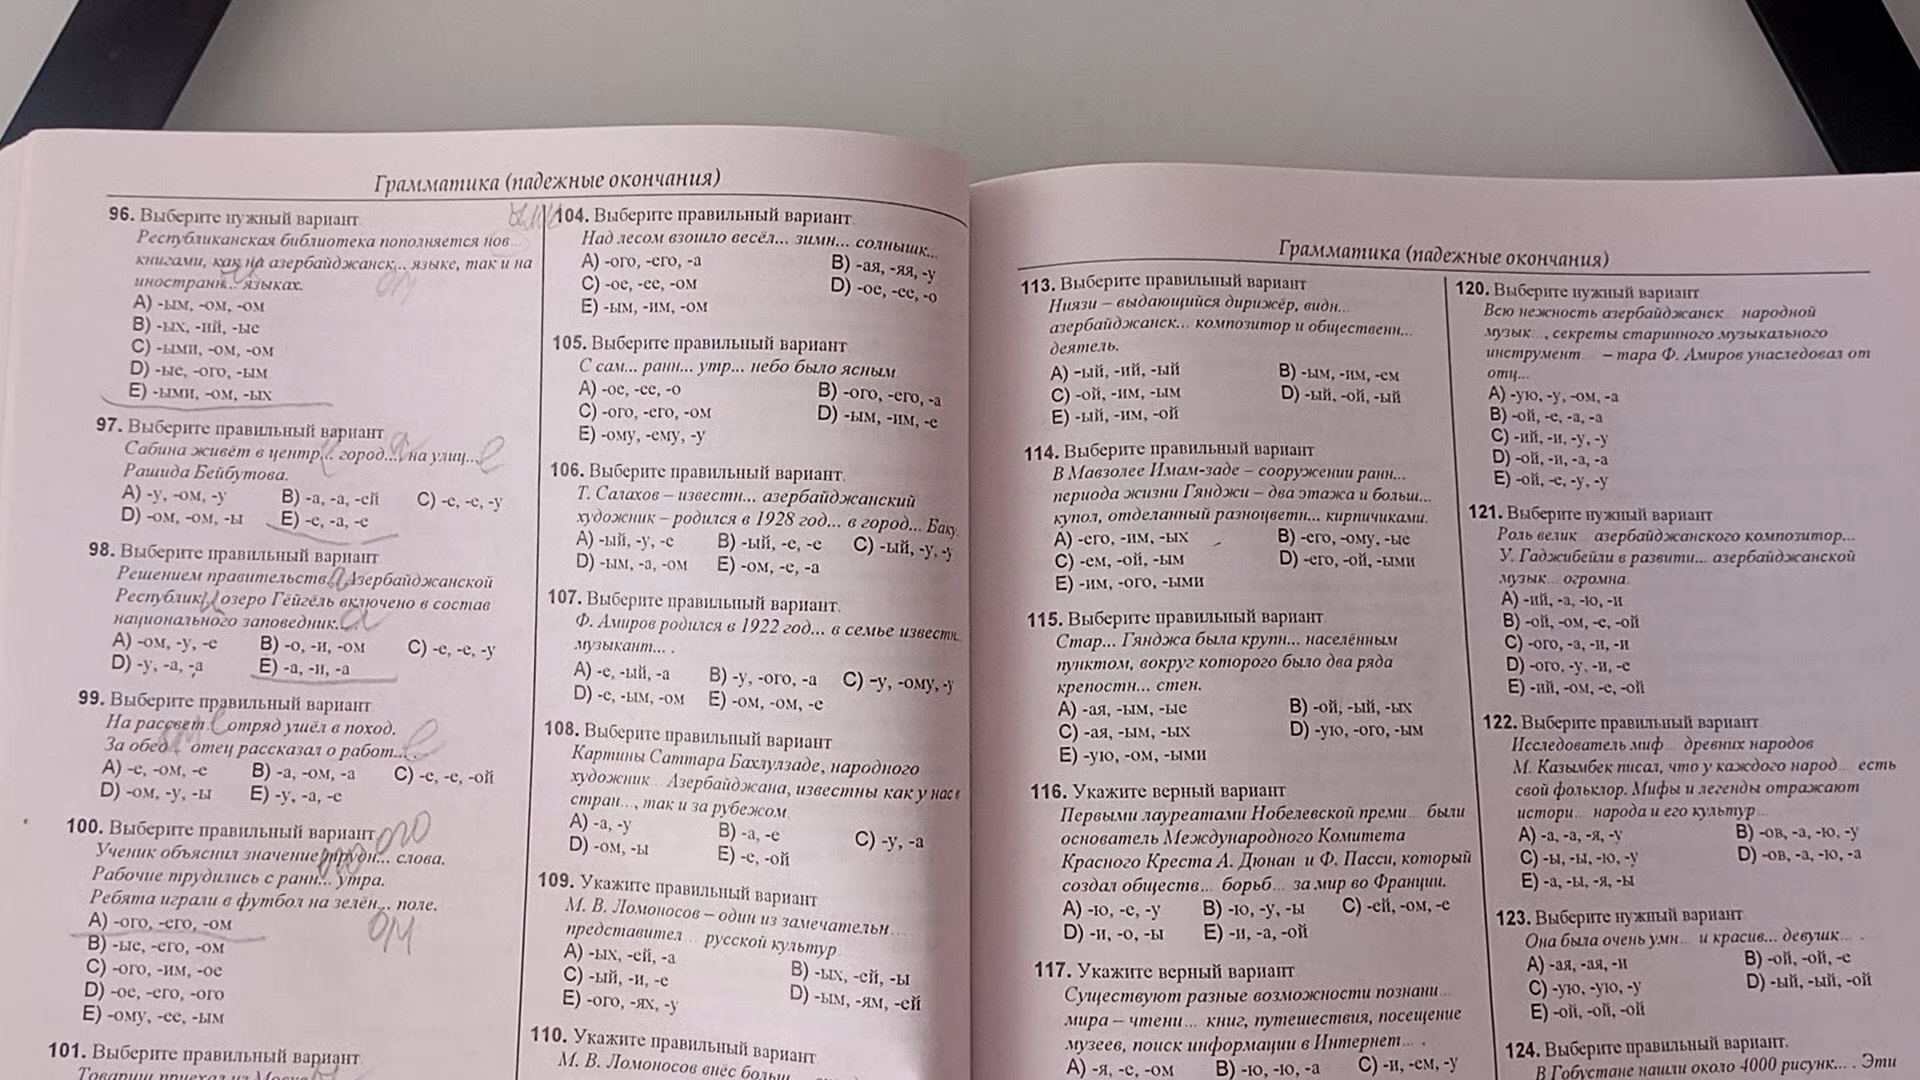 Грамматика (падежные окончания)
96. Выберите нужный вариант
Республиканская библиотека пополняется нов...
книгами, как на азербайджанск... языке, так и на
иностранн... языках.
A) -ым, -ом, -ом
B) -ых, -ий, -ые
C) -ыми, -ом, -ом
D) -ые, -ого, -ым
E) -ыми, -ом, -ых
97. Выберите правильный вариант
Сабина живёт в центр... город... на улиц...
Рашида Бейбутова.
A) -у, -ом, -у B) -а, -а, -ей C) -е, -е, -у
D) -ом, -ом, -ы E) -е, -а, -е
98. Выберите правильный вариант
Решением правительств... Азербайджанской
Республик... озеро Гёйгёль включено в состав
национального заповедник...
A) -ом, -у, -е B) -о, -и, -ом C) -е, -е, -у
D) -у, -а, -а E) -а, -и, -а
99. Выберите правильный вариант
На рассвет... отряд ушёл в поход.
За обед... отец рассказал о работ... .
A) -е, -ом, -е B) -а, -ом, -а C) -е, -е, -ой
D) -ом, -у, -ы E) -у, -а, -е
100. Выберите правильный вариант ого
Ученик объяснил значение трудн... слова.
Рабочие трудились с ранн... утра.
Ребята играли в футбол на зелён... поле.
A) -ого, -его, -ом ом
B) -ые, -его, -ом
C) -ого, -им, -ое
D) -ое, -его, -ого
E) -ому, -ее, -ым
101. Выберите правильный вариант
Товарищ приехал из
104. Выберите правильный вариант
Над лесом взошло весёл... зимн... солнышк...
A) -ого, -его, -а B) -ая, -яя, -у
C) -ое, -ее, -ом D) -ое, -ее, -о
E) -ым, -им, -ом
105. Выберите правильный вариант
С сам... ранн... утр... небо было ясным
A) -ое, -ее, -о B) -ого, -его, -а
C) -ого, -его, -ом D) -ым, -им, -е
E) -ому, -ему, -у
106. Выберите правильный вариант.
Т. Салахов – известн... азербайджанский
художник – родился в 1928 год... в город... Баку.
A) -ый, -у, -е B) -ый, -е, -е C) -ый, -у, -у
D) -ым, -а, -ом E) -ом, -е, -а
107. Выберите правильный вариант.
Ф. Амиров родился в 1922 год... в семье известн...
музыкант... .
A) -е, -ый, -а B) -у, -ого, -а C) -у, -ому, -у
D) -е, -ым, -ом E) -ом, -ом, -е
108. Выберите правильный вариант
Картины Саттара Бахлулзаде, народного
художник... Азербайджана, известны как у нас в
стран..., так и за рубежом.
A) -а, -у B) -а, -е C) -у, -а
D) -ом, -ы E) -е, -ой
109. Укажите правильный вариант
М. В. Ломоносов – один из замечательн...
представител... русской культур...
A) -ых, -ей, -а B) -ых, -ей, -ы
C) -ый, -и, -е D) -ым, -ям, -ей
E) -ого, -ях, -у
110. Укажите правильный вариант
М. В. Ломоносов внёс больш...
Грамматика (падежные окончания)
113. Выберите правильный вариант
Ниязи – выдающийся дирижёр, видн...
азербайджанск... композитор и общественн...
деятель.
A) -ый, -ий, -ый B) -ым, -им, -ем
C) -ой, -им, -ым D) -ый, -ой, -ый
E) -ый, -им, -ой
114. Выберите правильный вариант
В Мавзолее Имам-заде – сооружении ранн...
периода жизни Гянджи – два этажа и больш...
купол, отделанный разноцветн... кирпичиками.
A) -его, -им, -ых B) -его, -ому, -ые
C) -ем, -ой, -ым D) -его, -ой, -ыми
E) -им, -ого, -ыми
115. Выберите правильный вариант
Стар... Гянджа была крупн... населённым
пунктом, вокруг которого было два ряда
крепостн... стен.
A) -ая, -ым, -ые B) -ой, -ый, -ых
C) -ая, -ым, -ых D) -ую, -ого, -ым
E) -ую, -ом, -ыми
116. Укажите верный вариант
Первыми лауреатами Нобелевской преми... были
основатель Международного Комитета
Красного Креста А. Дюнан и Ф. Пасси, который
создал обществ... борьб... за мир во Франции.
A) -ю, -е, -у B) -ю, -у, -ы C) -ей, -ом, -е
D) -и, -о, -ы E) -и, -а, -ой
117. Укажите верный вариант
Существуют разные возможности познани...
мира – чтени... книг, путешествия, посещение
музеев, поиск информации в Интернет... .
A) -я, -е, -ом B) -ю, -ю, -а C) -и, -ем, -у
120. Выберите нужный вариант
Всю нежность азербайджанск... народной
музык..., секреты старинного музыкального
инструмент... – тара Ф. Амиров унаследовал от
отц...
A) -ую, -у, -ом, -а
B) -ой, -е, -а, -а
C) -ий, -и, -у, -у
D) -ой, -и, -а, -а
E) -ой, -е, -у, -у
121. Выберите нужный вариант
Роль велик... азербайджанского композитор...
У. Гаджибейли в развити... азербайджанской
музык... огромна.
A) -ий, -а, -ю, -и
B) -ой, -ом, -е, -ой
C) -ого, -а, -и, -и
D) -ого, -у, -и, -е
E) -ий, -ом, -е, -ой
122. Выберите правильный вариант
Исследователь миф... древних народов
М. Казымбек писал, что у каждого народ... есть
свой фольклор. Мифы и легенды отражают
истори... народа и его культур...
A) -а, -а, -я, -у B) -ов, -а, -ю, -у
C) -ы, -ы, -ю, -у D) -ов, -а, -ю, -а
E) -а, -ы, -я, -ы
123. Выберите нужный вариант
Она была очень умн... и красив... девушк... .
A) -ая, -ая, -и B) -ой, -ой, -е
C) -ую, -ую, -у D) -ый, -ый, -ой
E) -ой, -ой, -ой
124. Выберите правильный вариант.
В Гобустане нашли около 4000 рисунк... . Эти